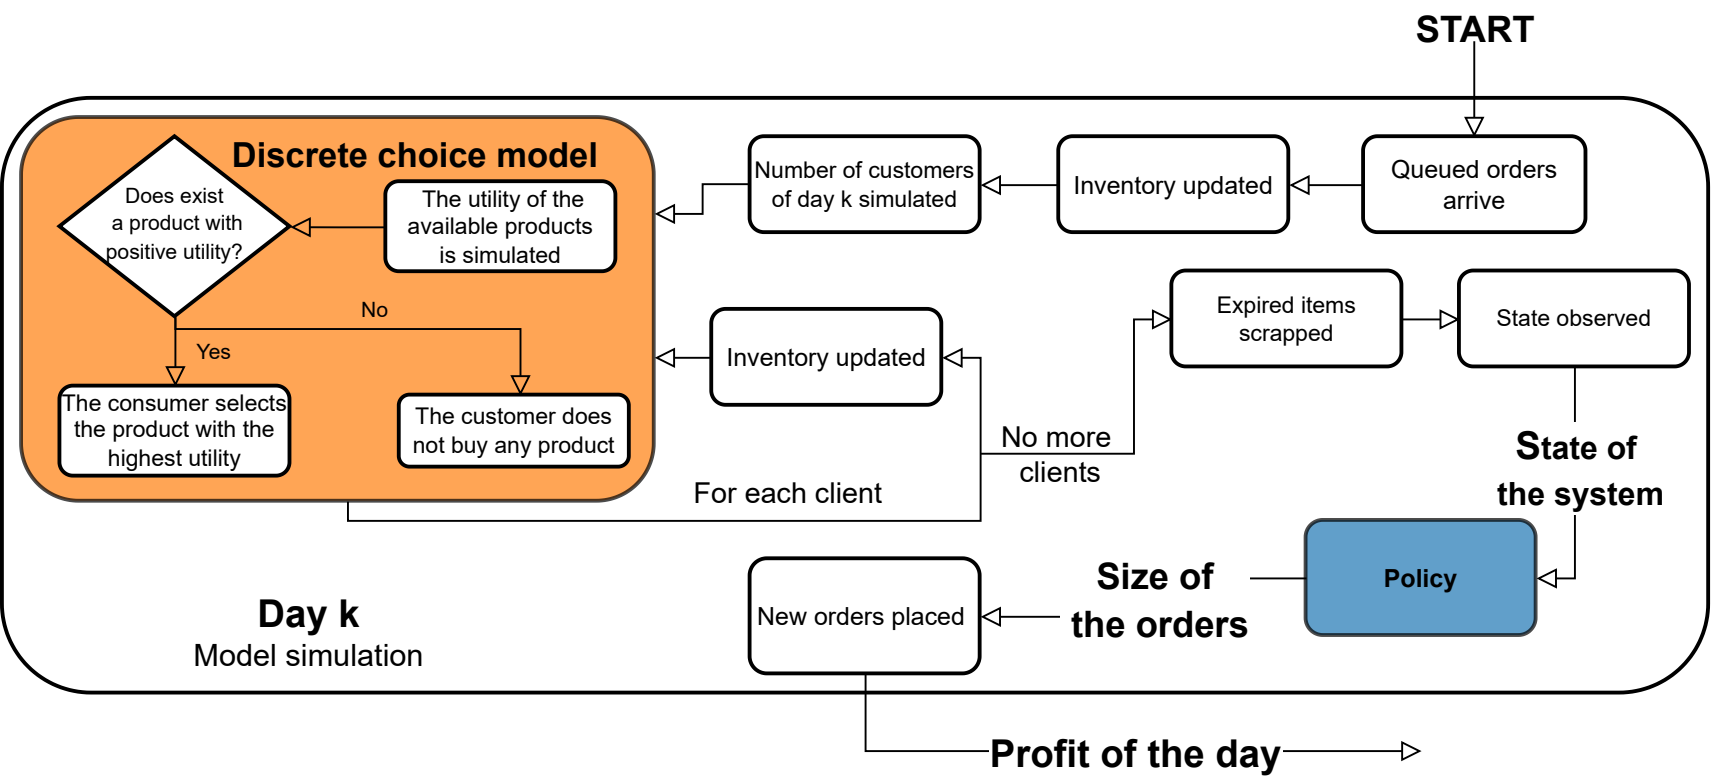 START
Discrete choice model
Does exist
a product with
positive utility?
The utility of the
available products
is simulated
Number of customers
of day k simulated
Inventory updated
Queued orders
arrive
No
Yes
The consumer selects
the product with the
highest utility
The customer does
not buy any product
Inventory updated
Expired items
scrapped
State observed
No more
clients
For each client
State of
the system
Policy
Size of
the orders
New orders placed
Day k
Model simulation
Profit of the day